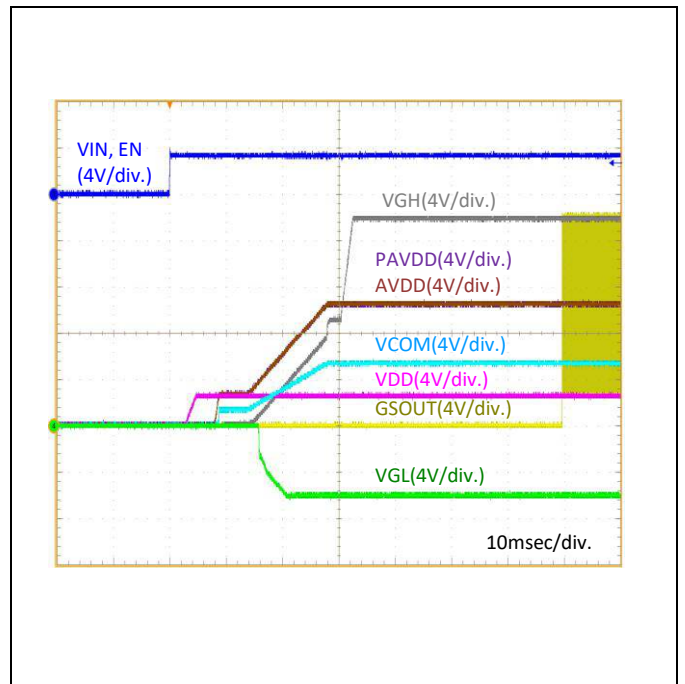 VIN, EN
(4V/div.)
VGH(4V/div.)
PAVDD(4V/div.)
AVDD(4V/div.)
VCOM(4V/div.)
VDD(4V/div.)
GSOUT(4V/div.)
VGL(4V/div.)
10msec/div.